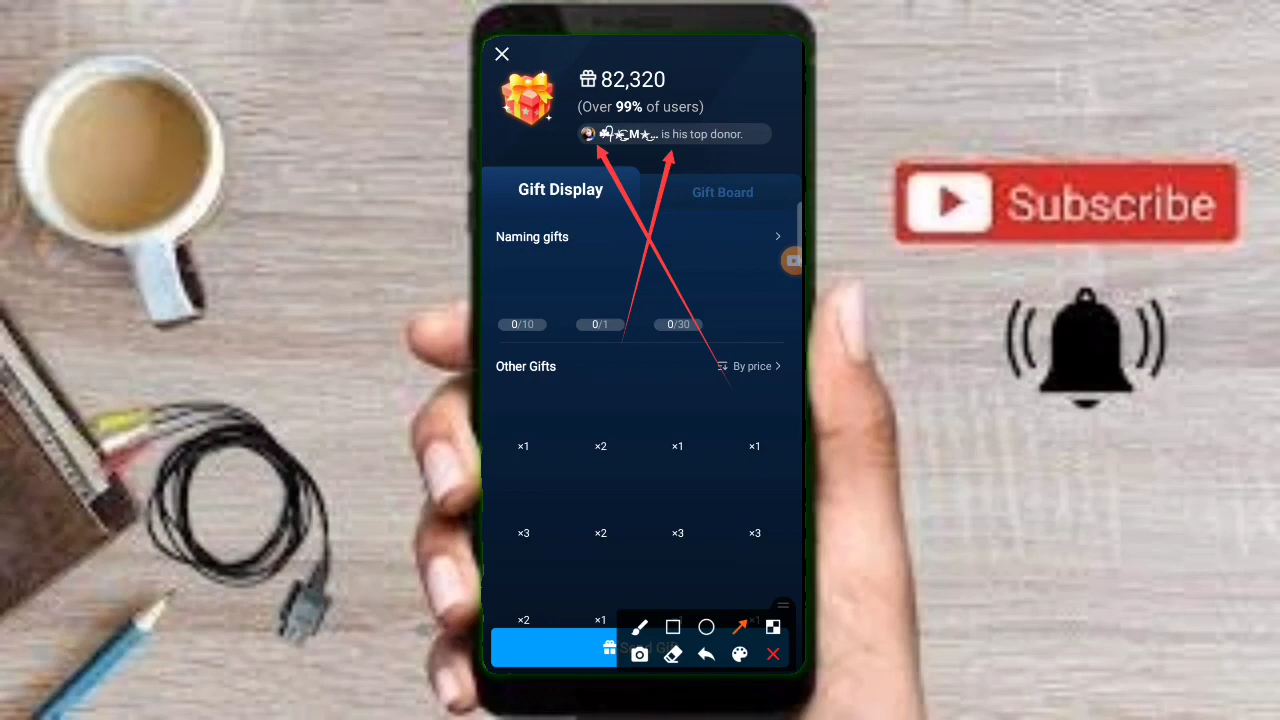 82,320
(Over 99% of users)
M★... is his top donor.
Gift Display
Gift Board
Naming gifts
0/10
0/1
0/30
Other Gifts
By price
×1
×2
×1
×1
×3
×2
×3
×3
×2
×1
Subscribe